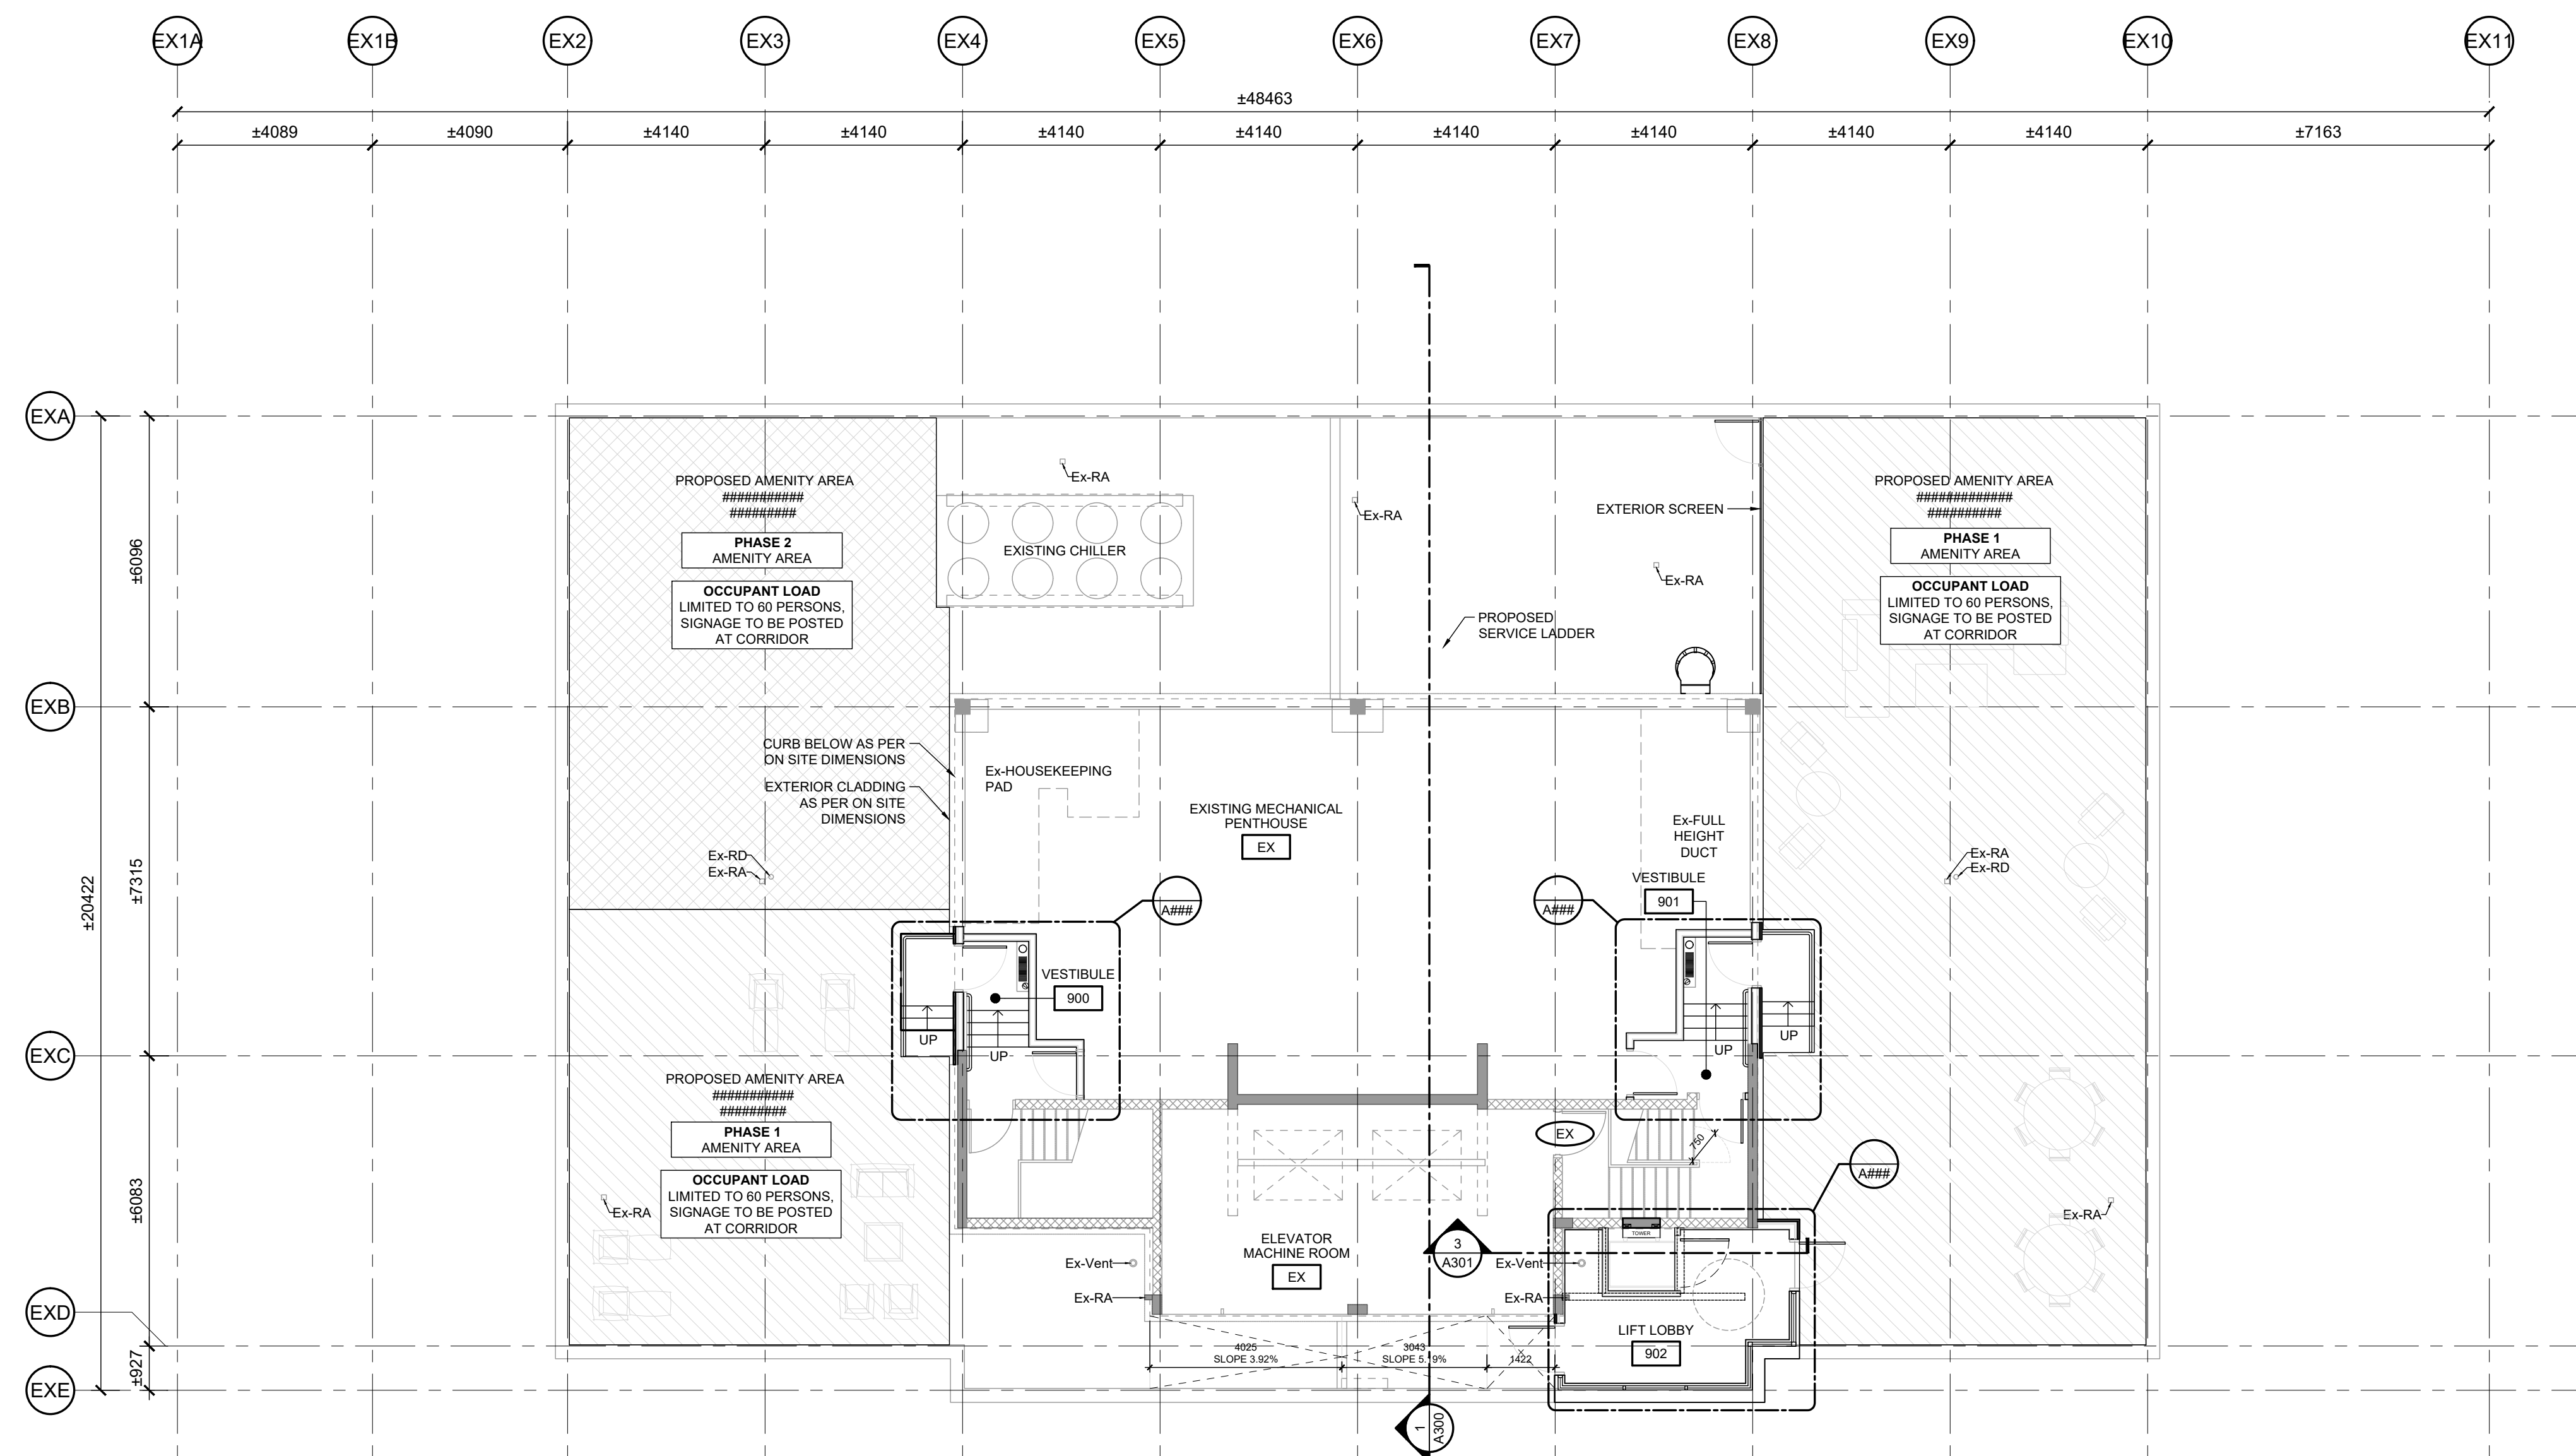 EX1A
EX1B
EX2
EX3
EX4
EX5
EX6
EX7
EX8
EX9
EX10
EX11
±48463
±4089
±4090
±4140
±4140
±4140
±4140
±4140
±4140
±4140
±4140
±7163
EXA
EXB
EXC
EXD
EXE
±20422
±6096
±7315
±6083
±927
PROPOSED AMENITY AREA
###########
#########
PHASE 2
AMENITY AREA
OCCUPANT LOAD
LIMITED TO 60 PERSONS,
SIGNAGE TO BE POSTED
AT CORRIDOR
Ex-RA
EXISTING CHILLER
Ex-RA
EXTERIOR SCREEN
Ex-RA
PROPOSED
SERVICE LADDER
PROPOSED AMENITY AREA
#############
##########
PHASE 1
AMENITY AREA
OCCUPANT LOAD
LIMITED TO 60 PERSONS,
SIGNAGE TO BE POSTED
AT CORRIDOR
CURB BELOW AS PER
ON SITE DIMENSIONS
EXTERIOR CLADDING
AS PER ON SITE
DIMENSIONS
Ex-HOUSEKEEPING
PAD
EXISTING MECHANICAL
PENTHOUSE
EX
Ex-FULL
HEIGHT
DUCT
Ex-RD
Ex-RA
Ex-RA
Ex-RD
A###
A###
VESTIBULE
901
VESTIBULE
900
UP
UP
UP
UP
PROPOSED AMENITY AREA
###########
#########
PHASE 1
AMENITY AREA
OCCUPANT LOAD
LIMITED TO 60 PERSONS,
SIGNAGE TO BE POSTED
AT CORRIDOR
Ex-RA
EX
750
A###
Ex-RA
TOWER
ELEVATOR
MACHINE ROOM
EX
3
A301
Ex-Vent
Ex-RA
Ex-Vent
Ex-RA
LIFT LOBBY
902
4025
SLOPE 3.92%
3043
SLOPE
1422
1
A300